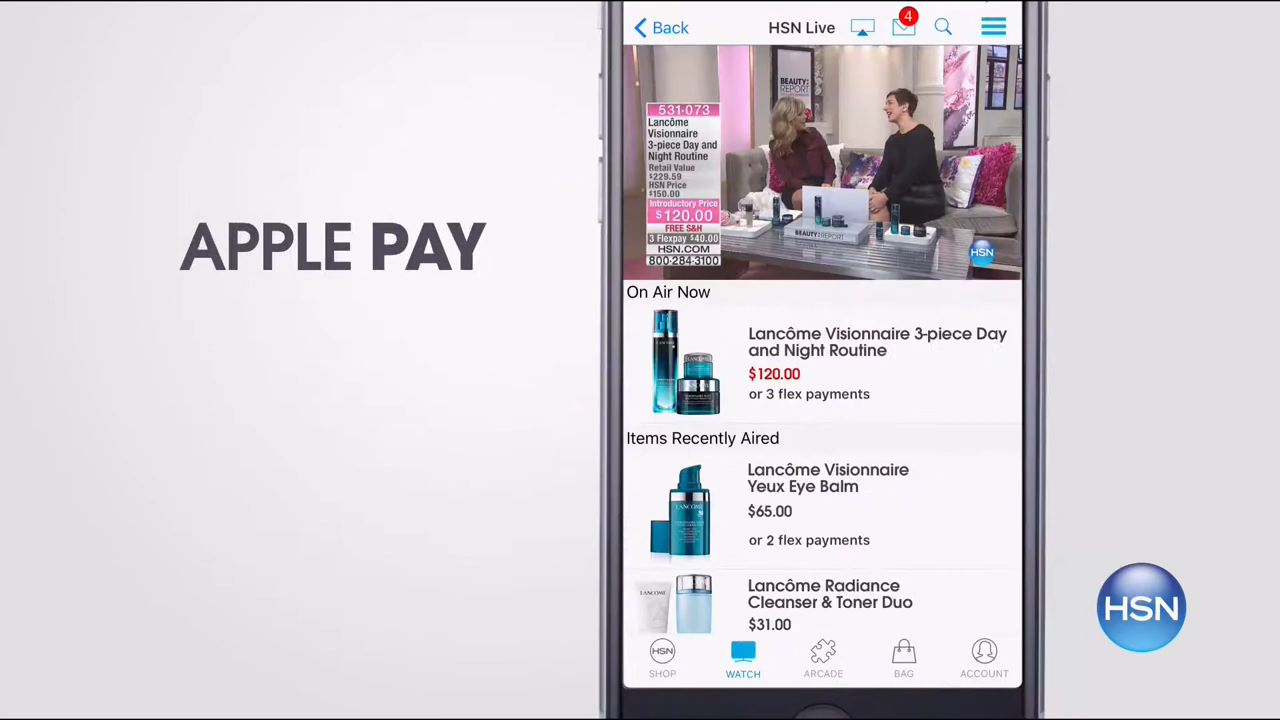 APPLE PAY
Back
HSN Live
4
BEAUTY:
REPORT
531-073
Lancôme
Visionnaire
3-piece Day and
Night Routine
Retail Value
$229.59
HSN Price
$150.00
Introductory Price
$120.00
FREE S&H
3 Flexpay $40.00
HSN.COM
800-284-3100
BEAUTY:REPORT
HSN
On Air Now
Lancôme Visionnaire 3-piece Day
and Night Routine
$120.00
or 3 flex payments
Items Recently Aired
Lancôme Visionnaire
Yeux Eye Balm
$65.00
or 2 flex payments
LANCÔME
Lancôme Radiance
Cleanser & Toner Duo
$31.00
LANCÔME
HSN
SHOP
WATCH
ARCADE
BAG
ACCOUNT
HSN